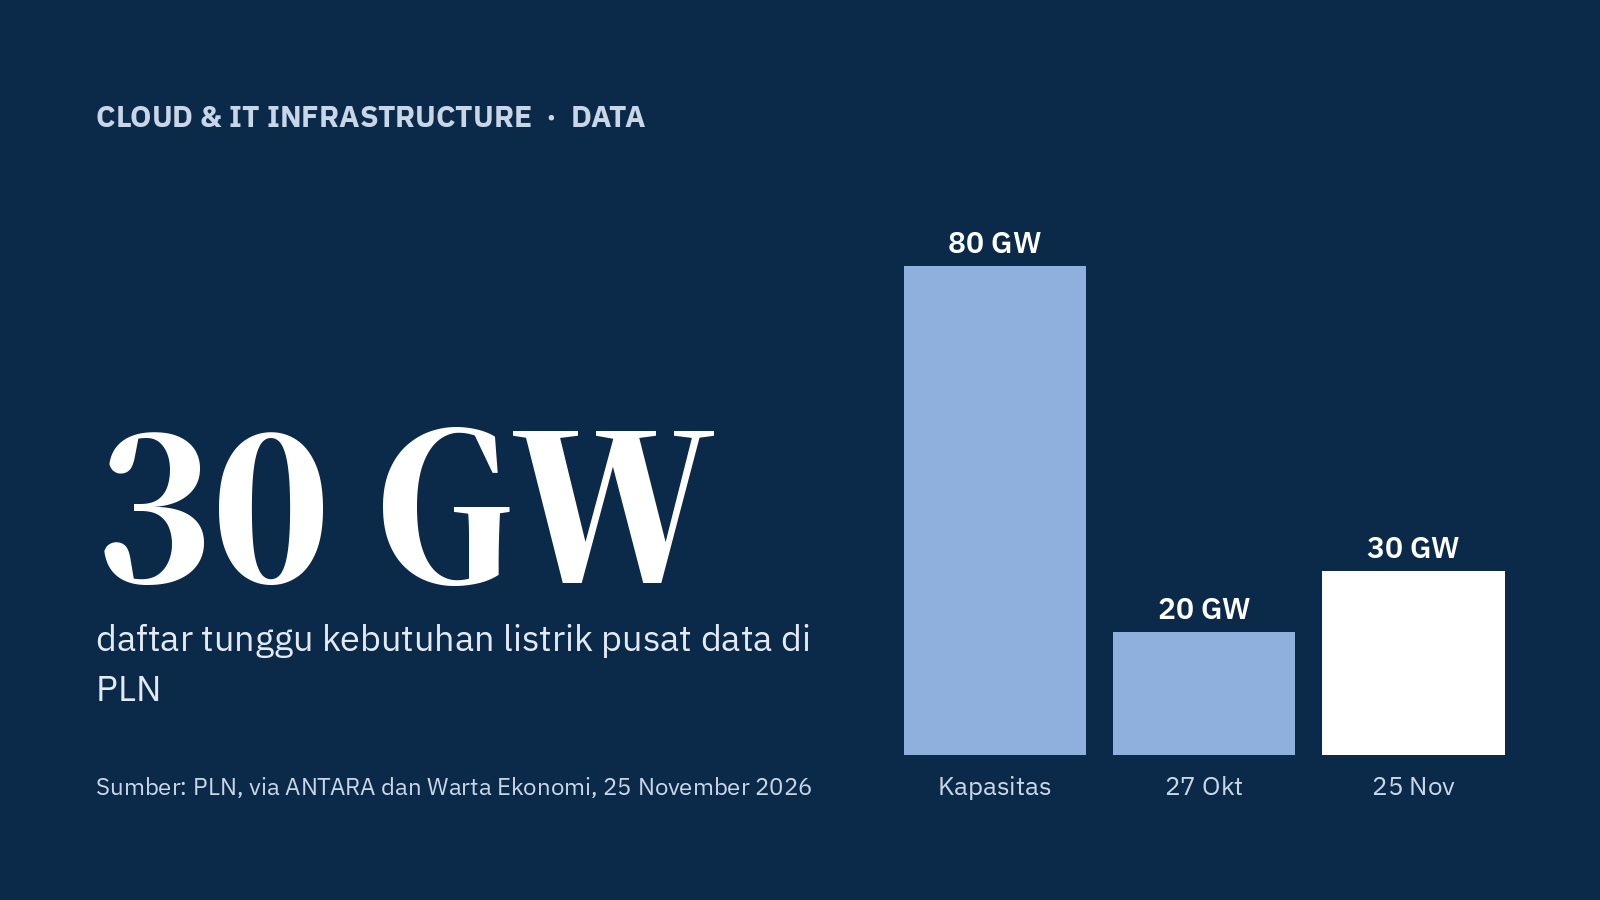 CLOUD & IT INFRASTRUCTURE · DATA
30 GW
daftar tunggu kebutuhan listrik pusat data di
PLN
Sumber: PLN, via ANTARA dan Warta Ekonomi, 25 November 2026
80 GW
20 GW
30 GW
Kapasitas
27 Okt
25 Nov